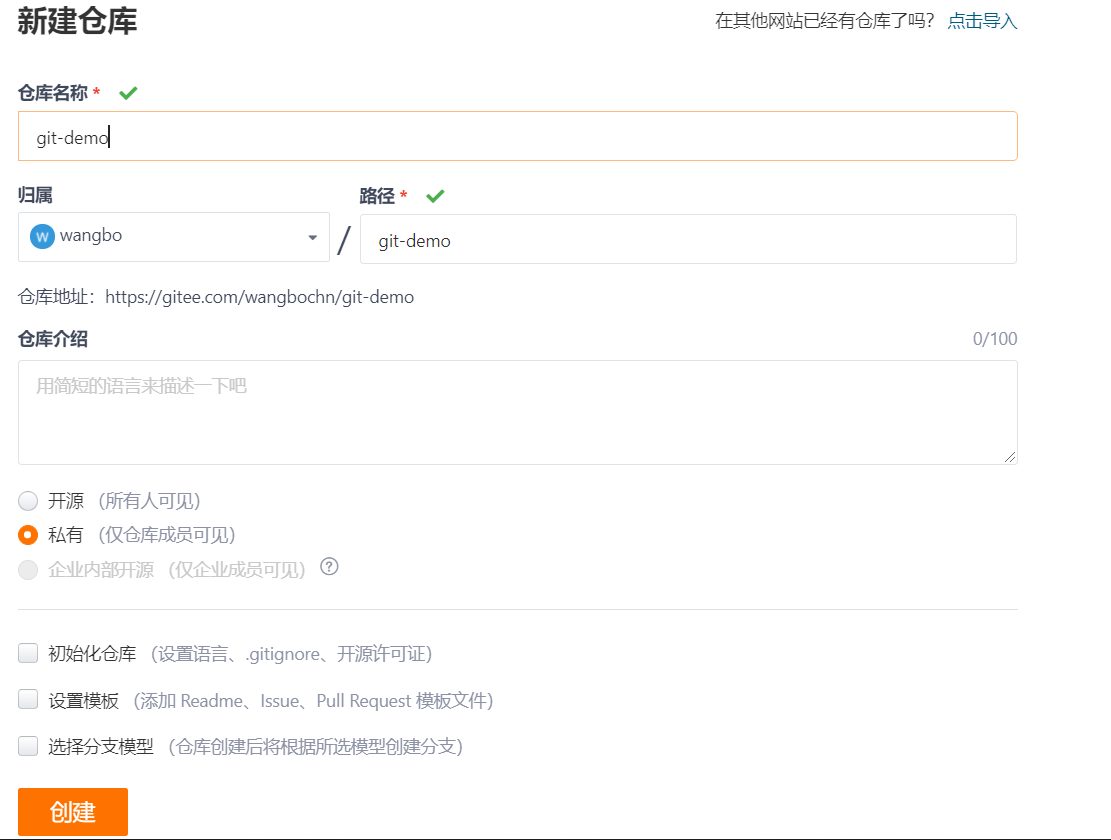 新建仓库
在其他网站已经有仓库了吗? 点击导入
仓库名称 *
git-demo
归属
路径 *
W wangbo
/
git-demo
仓库地址：https://gitee.com/wangbochn/git-demo
仓库介绍
0/100
用简短的语言来描述一下吧
开源 （所有人可见）
私有 （仅仓库成员可见）
企业内部开源 （仅企业成员可见） ?
初始化仓库 （设置语言、.gitignore、开源许可证）
设置模板 （添加 Readme、Issue、Pull Request 模板文件）
选择分支模型 （仓库创建后将根据所选模型创建分支）
创建